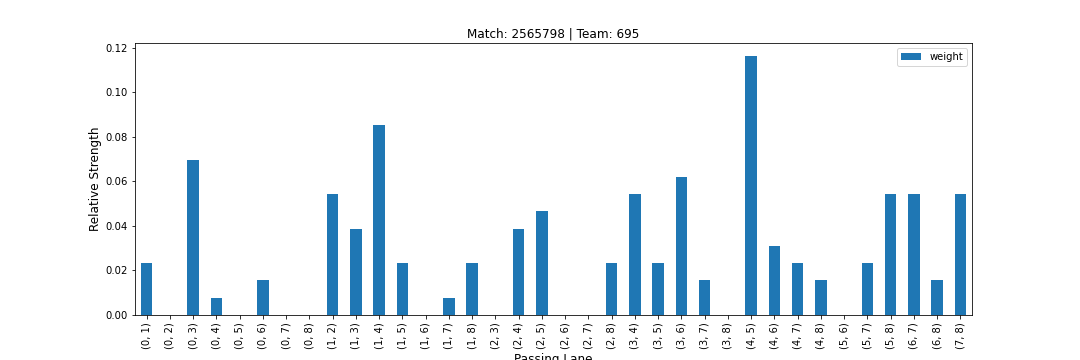 Match: 2565798 | Team: 695
weight
Relative Strength
0.12
0.10
0.08
0.06
0.04
0.02
0.00
(0, 1) (0, 2) (0, 3) (0, 4) (0, 5) (0, 6) (0, 7) (0, 8) (1, 2) (1, 3) (1, 4) (1, 5) (1, 6) (1, 7) (1, 8) (2, 3) (2, 4) (2, 5) (2, 6) (2, 7) (2, 8) (3, 4) (3, 5) (3, 6) (3, 7) (3, 8) (4, 5) (4, 6) (4, 7) (4, 8) (5, 6) (5, 7) (5, 8) (6, 7) (6, 8) (7, 8)
Passing Lane